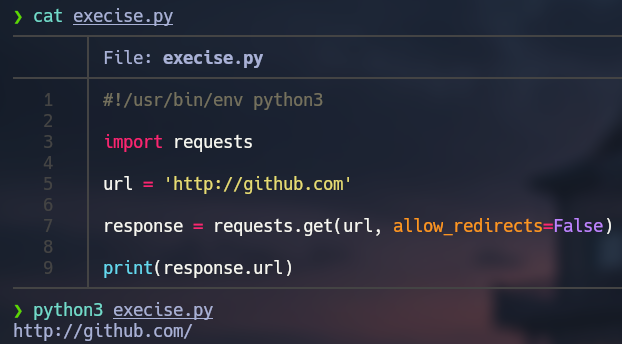 ❯ cat execise.py
File: execise.py
1 #!/usr/bin/env python3
2
3 import requests
4
5 url = 'http://github.com'
6
7 response = requests.get(url, allow_redirects=False)
8
9 print(response.url)
❯ python3 execise.py
http://github.com/